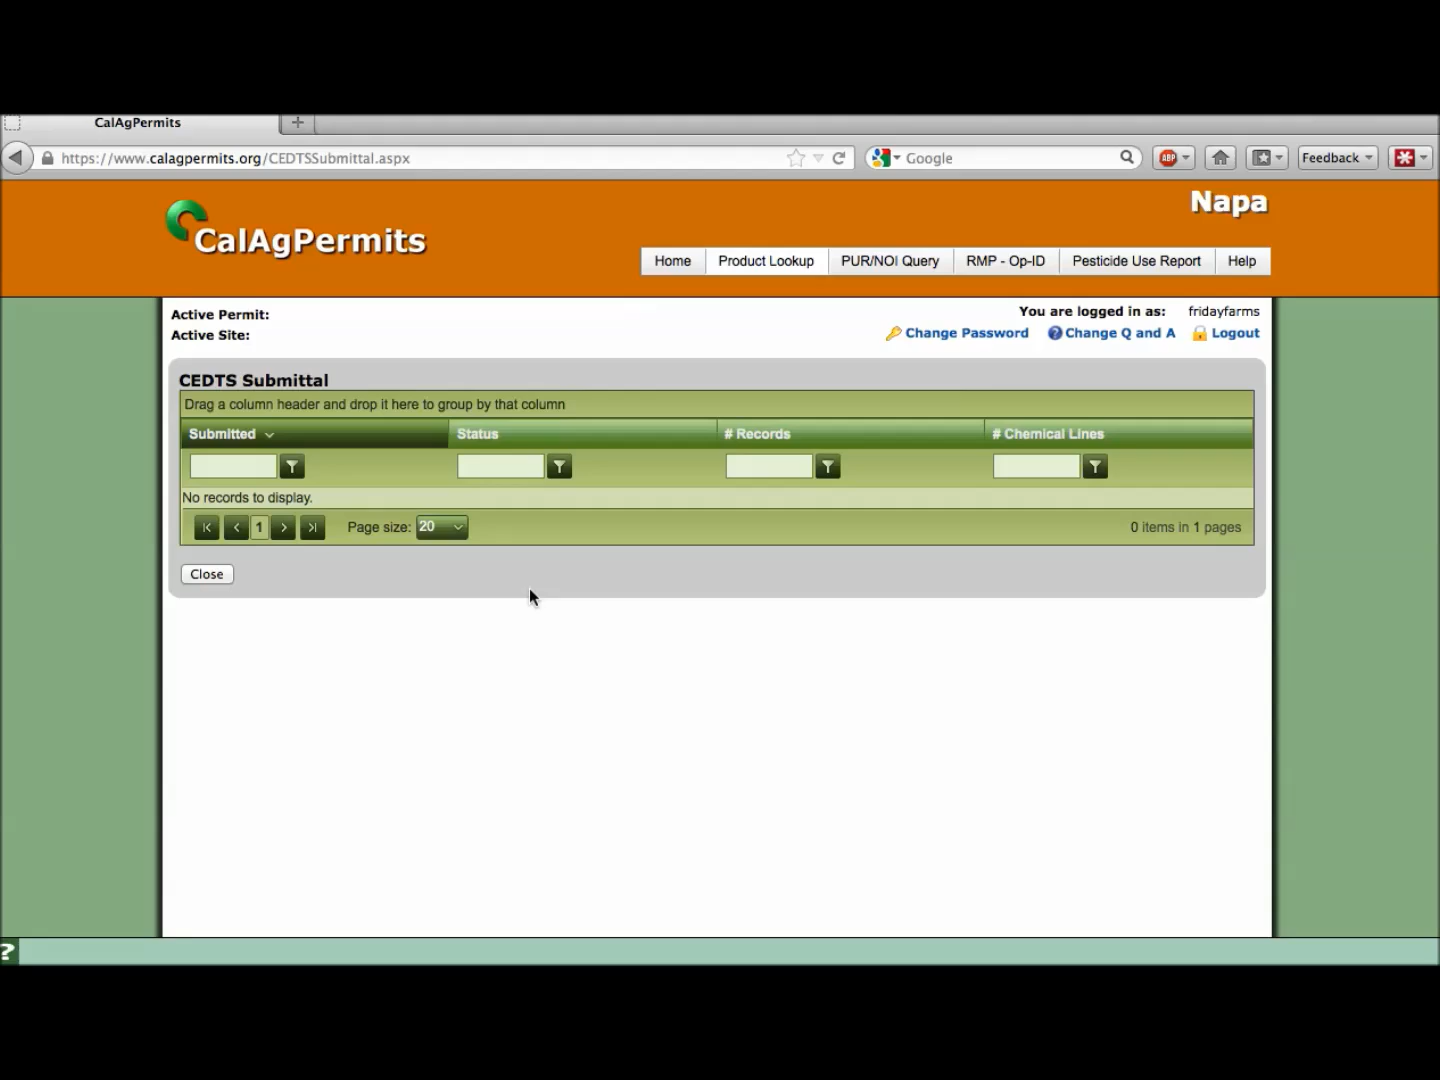 CalAgPermits
https://www.calagpermits.org/CEDTSSubmittal.aspx
Google
ABP
Feedback
Napa
CalAgPermits
Home Product Lookup PUR/NOI Query RMP - Op-ID Pesticide Use Report Help
Active Permit:
You are logged in as: fridayfarms
Active Site:
Change Password Change Q and A Logout
CEDTS Submittal
Drag a column header and drop it here to group by that column
Submitted Status # Records # Chemical Lines
No records to display.
1 Page size: 20 0 items in 1 pages
Close
?